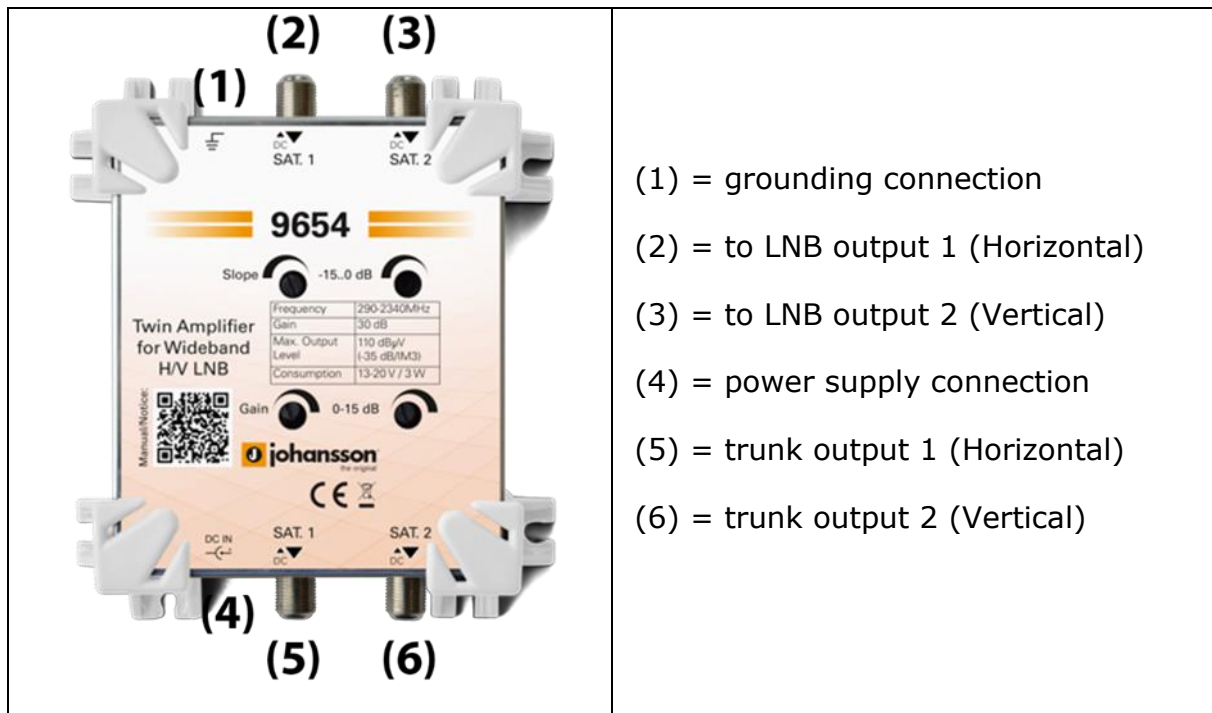 (2) (3)
(1)
DC DC
SAT. 1 SAT. 2
9654
Slope -15..0 dB
Frequency 290-2340MHz
Gain 30 dB
Max. Output Level 110 dBµV (-35 dB/IM3)
Consumption 13-20 V / 3 W
Twin Amplifier
for Wideband
H/V LNB
Manual/Notice:
Gain 0-15 dB
johansson
the original
CE
DC IN SAT. 1 SAT. 2
DC DC
(4)
(5) (6)
(1) = grounding connection
(2) = to LNB output 1 (Horizontal)
(3) = to LNB output 2 (Vertical)
(4) = power supply connection
(5) = trunk output 1 (Horizontal)
(6) = trunk output 2 (Vertical)